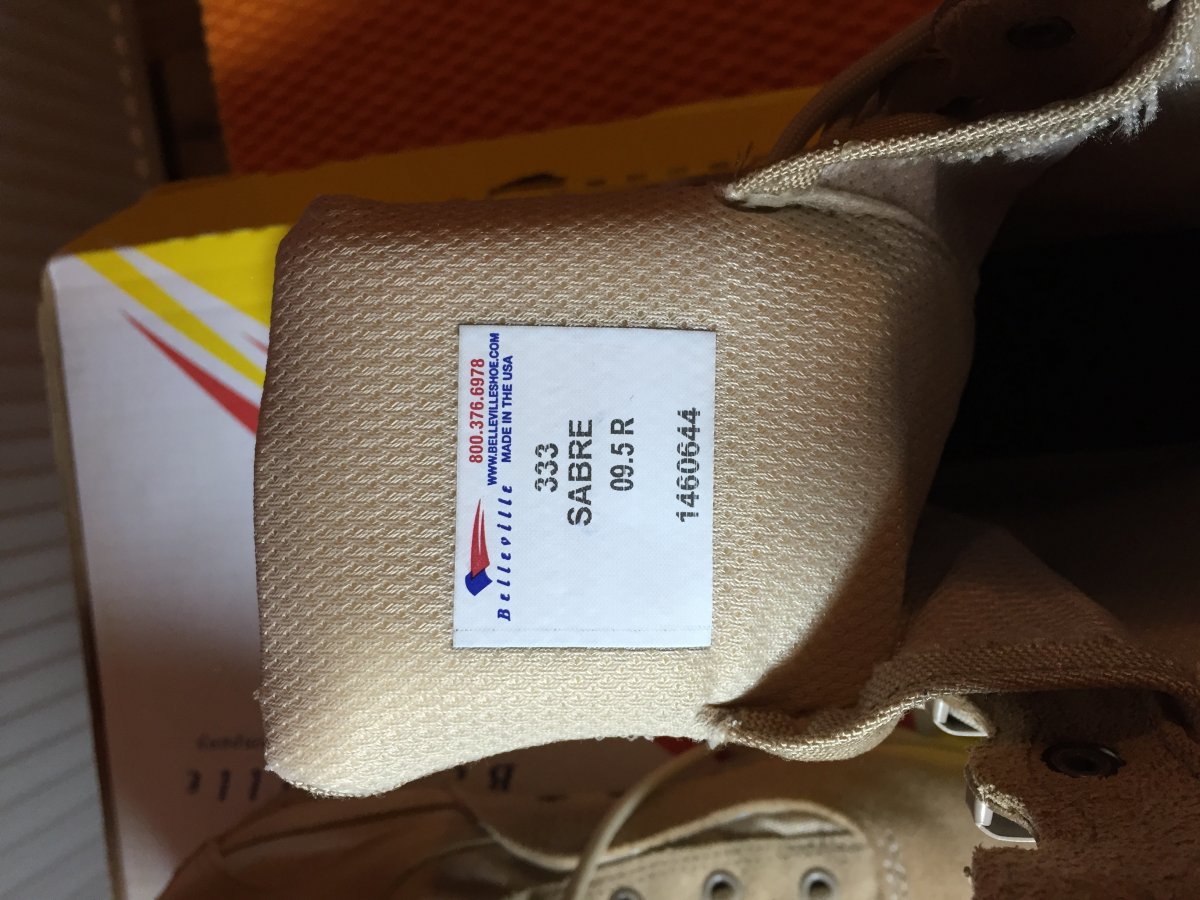 800.376.6978
WWW.BELLEVILLESHOE.COM
Belleville MADE IN THE USA
333
SABRE
09.5 R
1460644